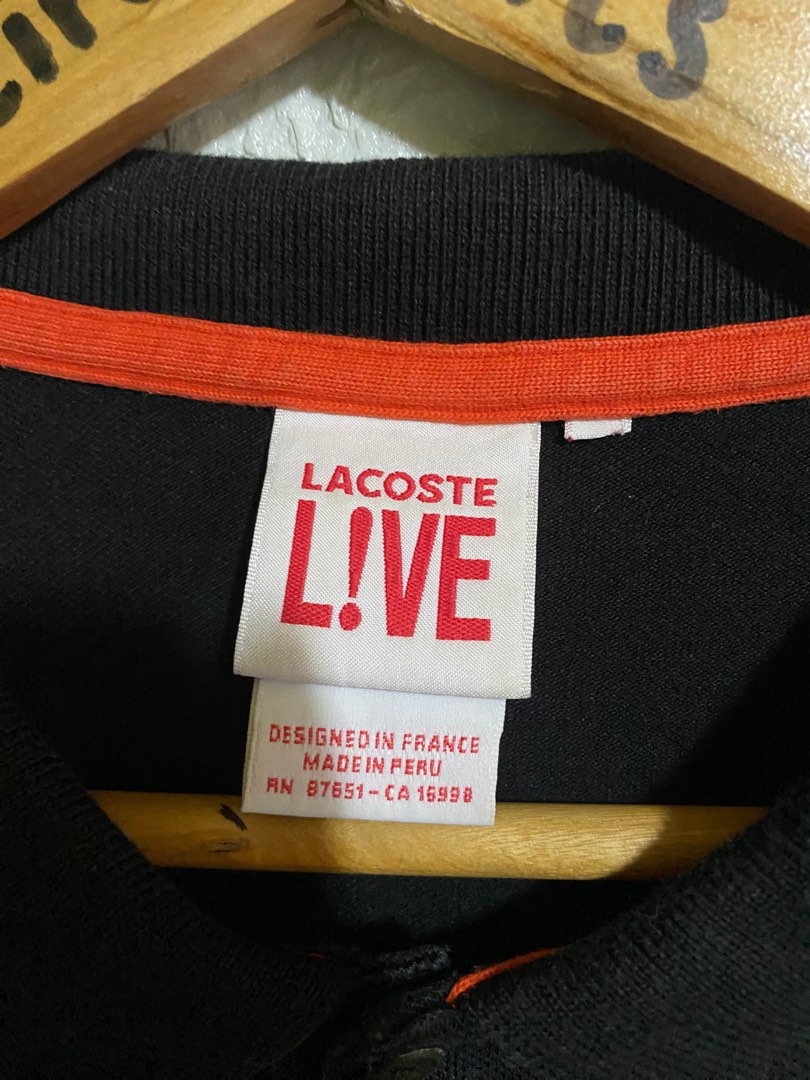 LACOSTE
L!VE
DESIGNED IN FRANCE
MADE IN PERU
RN 87651 - CA 16998